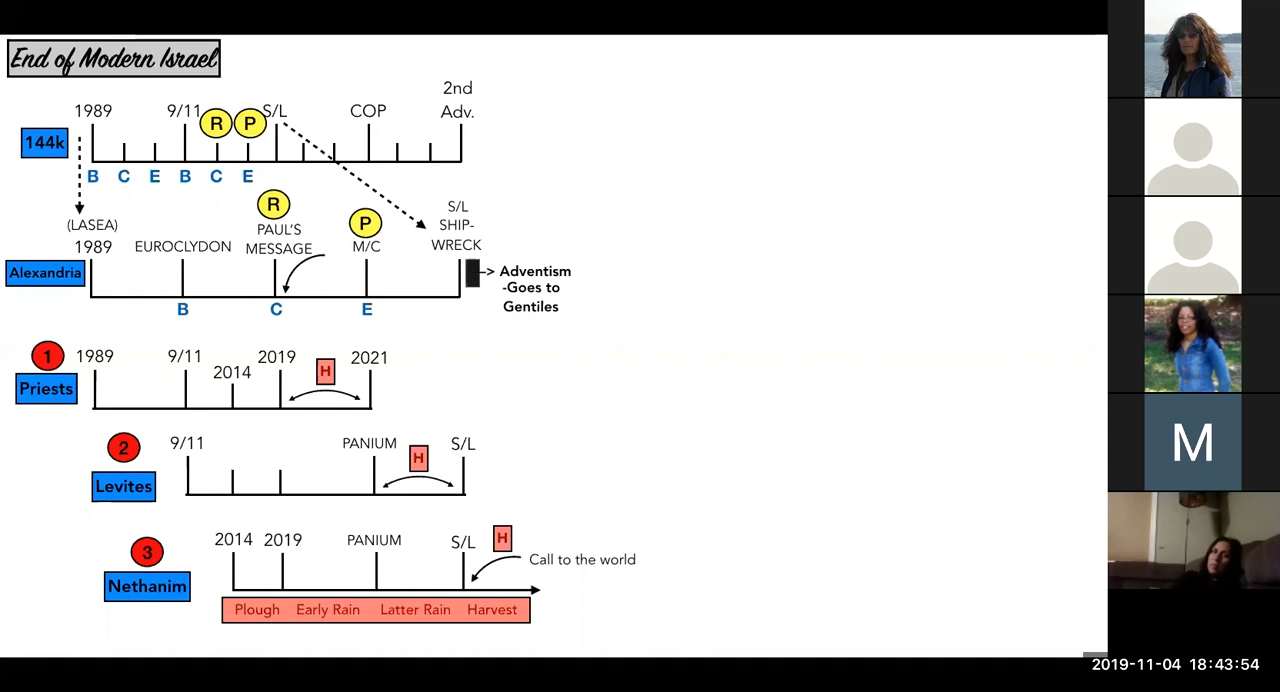 End of Modern Israel
2nd
1989 9/11 S/L COP Adv.
R P
144k
B C E B C E
R
(LASEA) PAUL'S P S/L
SHIP-
1989 EUROCLYDON MESSAGE M/C WRECK
Alexandria
-> Adventism
-Goes to
Gentiles
B C E
1 1989 9/11 2019 2021
2014 H
Priests
9/11 PANIUM S/L
2 H
Levites
2014 2019 PANIUM S/L H
3 Call to the world
Nethanim
Plough Early Rain Latter Rain Harvest
M
2019-11-04 18:43:54